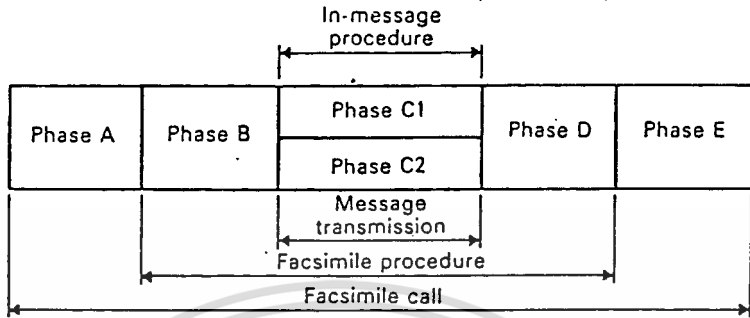 In-message
procedure
Phase A
Phase B
Phase C1
Phase C2
Phase D
Phase E
Message
transmission
Facsimile procedure
Facsimile call